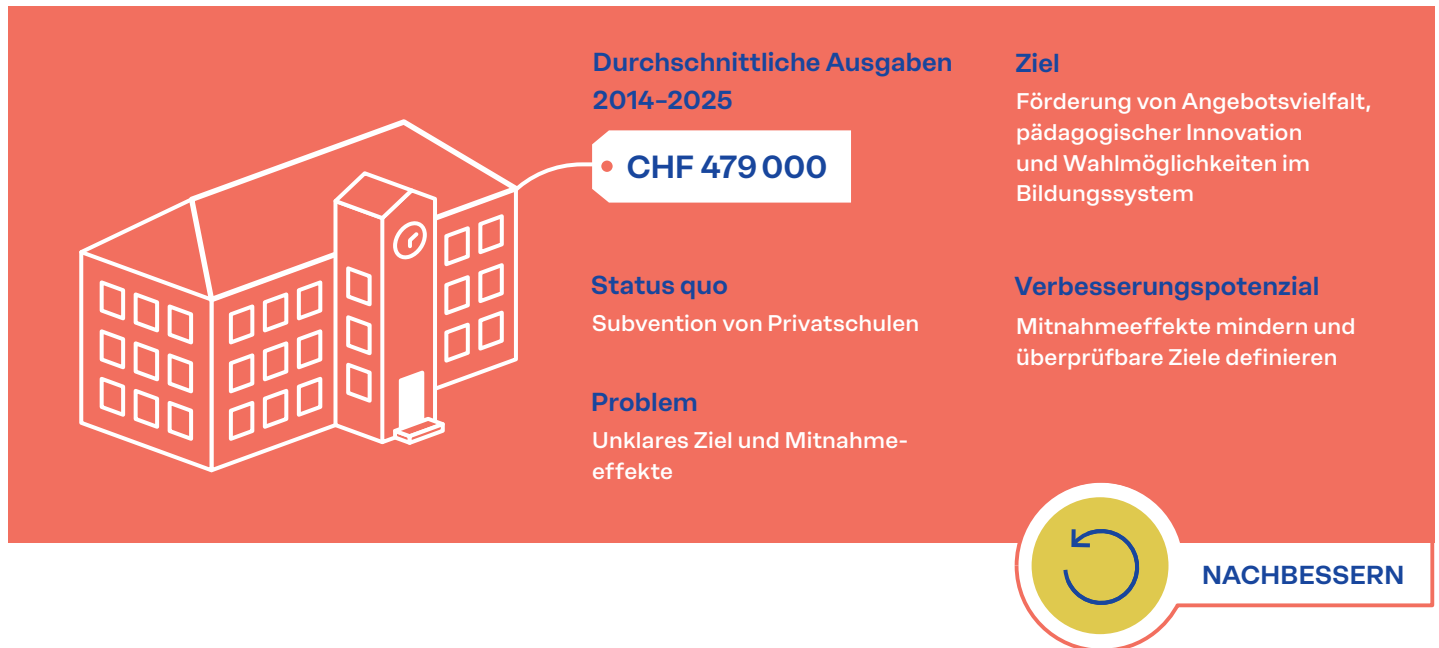 Durchschnittliche Ausgaben
2014–2025
CHF 479 000
Status quo
Subvention von Privatschulen
Problem
Unklares Ziel und Mitnahme-
effekte
Ziel
Förderung von Angebotsvielfalt,
pädagogischer Innovation
und Wahlmöglichkeiten im
Bildungssystem
Verbesserungspotenzial
Mitnahmeeffekte mindern und
überprüfbare Ziele definieren
NACHBESSERN